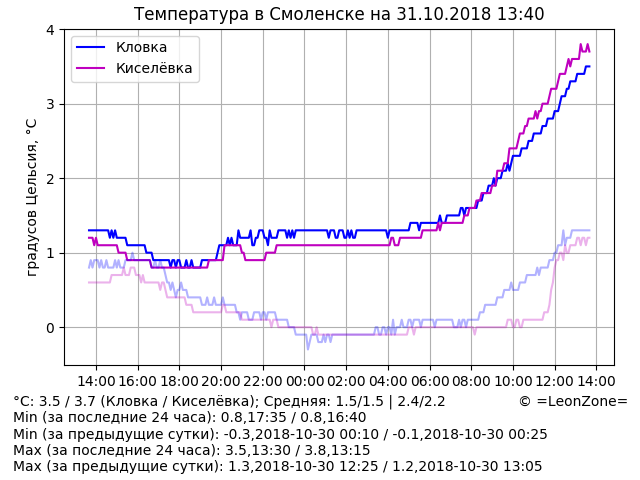 Температура в Смоленске на 31.10.2018 13:40
Кловка
Киселёвка
градусов Цельсия, °C
4
3
2
1
0
14:00 16:00 18:00 20:00 22:00 00:00 02:00 04:00 06:00 08:00 10:00 12:00 14:00
°C: 3.5 / 3.7 (Кловка / Киселёвка); Средняя: 1.5/1.5 | 2.4/2.2 © =LeonZone=
Min (за последние 24 часа): 0.8,17:35 / 0.8,16:40
Min (за предыдущие сутки): -0.3,2018-10-30 00:10 / -0.1,2018-10-30 00:25
Max (за последние 24 часа): 3.5,13:30 / 3.8,13:15
Max (за предыдущие сутки): 1.3,2018-10-30 12:25 / 1.2,2018-10-30 13:05